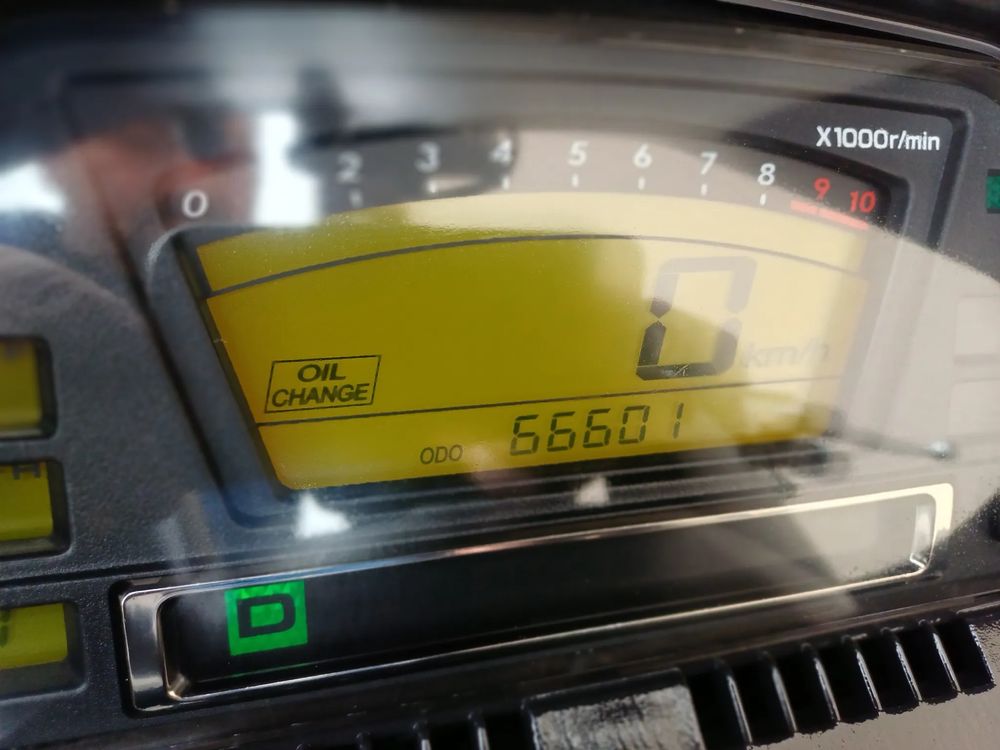 X1000r/min
0 2 3 4 5 6 7 8 9 10
0 km/h
OIL
CHANGE
ODO 66601
D